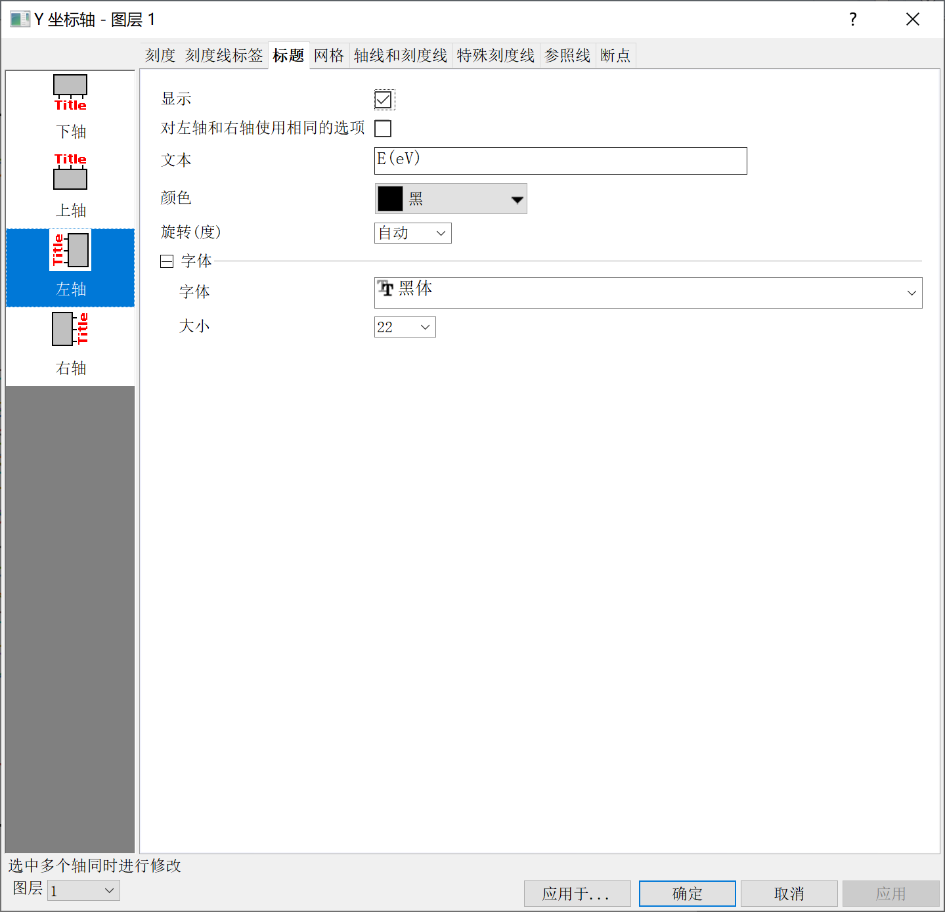 Y 坐标轴 - 图层 1
?
刻度 刻度线标签 标题 网格 轴线和刻度线 特殊刻度线 参照线 断点
Title
下轴
Title
上轴
Title
左轴
Title
右轴
显示
对左轴和右轴使用相同的选项
文本 E(eV)
颜色 黑
旋转(度) 自动
字体
字体 黑体
大小 22
选中多个轴同时进行修改
图层 1
应用于... 确定 取消 应用